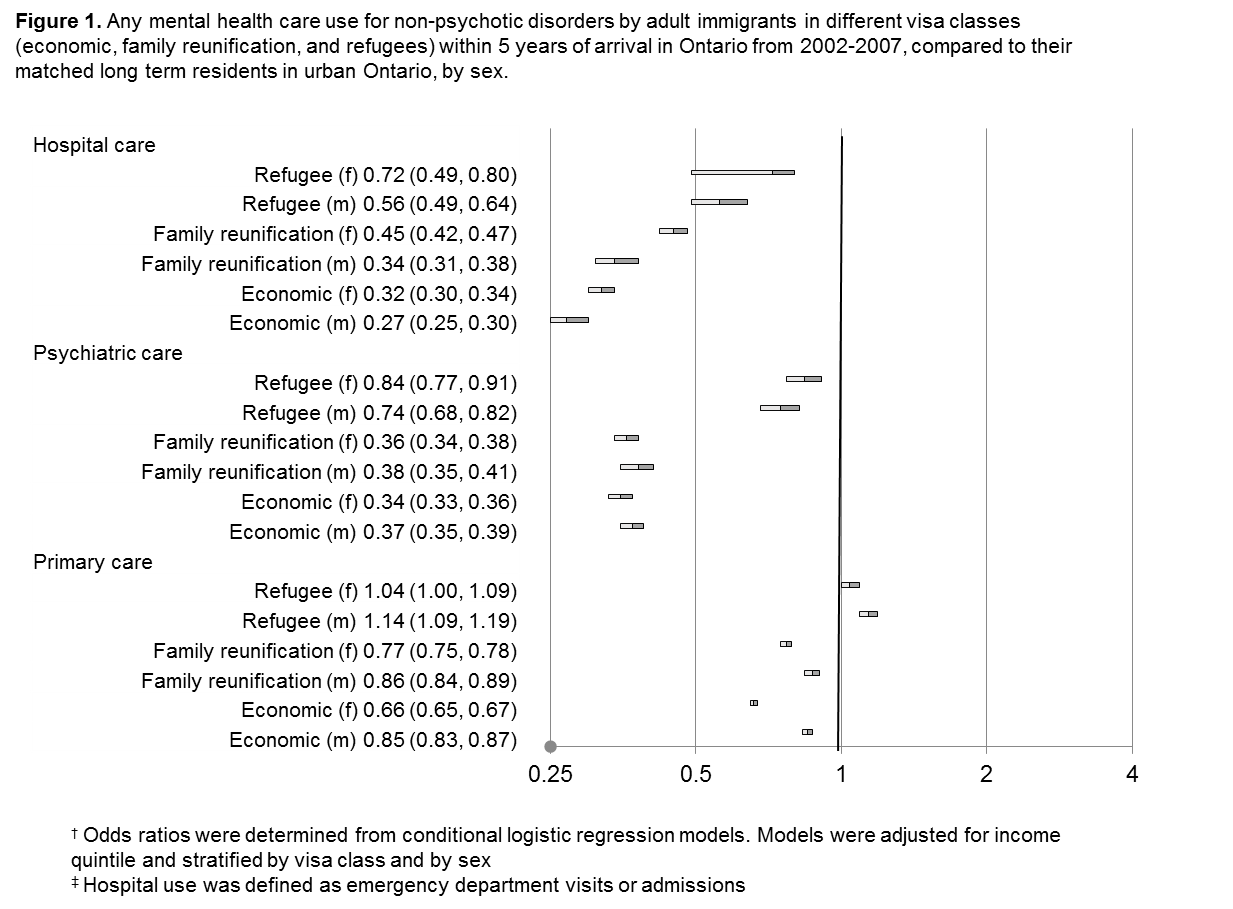 Figure 1. Any mental health care use for non-psychotic disorders by adult immigrants in different visa classes
(economic, family reunification, and refugees) within 5 years of arrival in Ontario from 2002-2007, compared to their
matched long term residents in urban Ontario, by sex.
Hospital care
Refugee (f) 0.72 (0.49, 0.80)
Refugee (m) 0.56 (0.49, 0.64)
Family reunification (f) 0.45 (0.42, 0.47)
Family reunification (m) 0.34 (0.31, 0.38)
Economic (f) 0.32 (0.30, 0.34)
Economic (m) 0.27 (0.25, 0.30)
Psychiatric care
Refugee (f) 0.84 (0.77, 0.91)
Refugee (m) 0.74 (0.68, 0.82)
Family reunification (f) 0.36 (0.34, 0.38)
Family reunification (m) 0.38 (0.35, 0.41)
Economic (f) 0.34 (0.33, 0.36)
Economic (m) 0.37 (0.35, 0.39)
Primary care
Refugee (f) 1.04 (1.00, 1.09)
Refugee (m) 1.14 (1.09, 1.19)
Family reunification (f) 0.77 (0.75, 0.78)
Family reunification (m) 0.86 (0.84, 0.89)
Economic (f) 0.66 (0.65, 0.67)
Economic (m) 0.85 (0.83, 0.87)
0.25 0.5 1 2 4
† Odds ratios were determined from conditional logistic regression models. Models were adjusted for income
quintile and stratified by visa class and by sex
‡ Hospital use was defined as emergency department visits or admissions